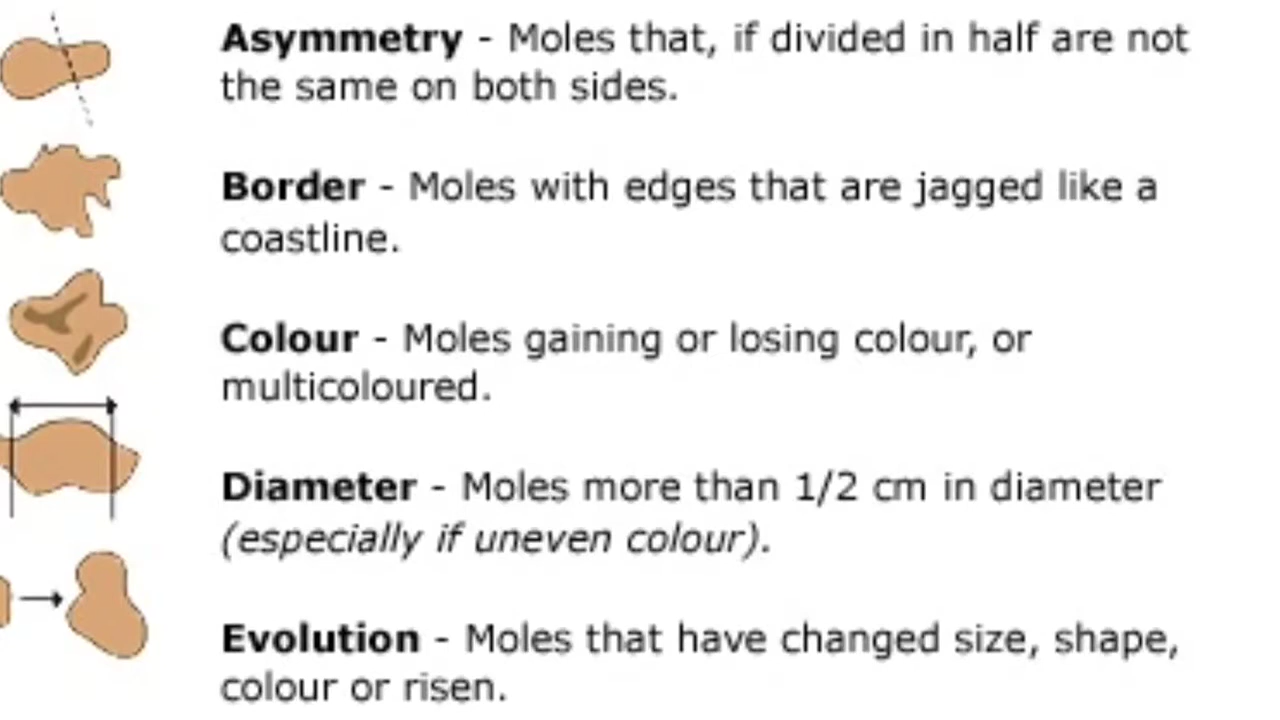 Asymmetry - Moles that, if divided in half are not
the same on both sides.
Border - Moles with edges that are jagged like a
coastline.
Colour - Moles gaining or losing colour, or
multicoloured.
Diameter - Moles more than 1/2 cm in diameter
(especially if uneven colour).
Evolution - Moles that have changed size, shape,
colour or risen.